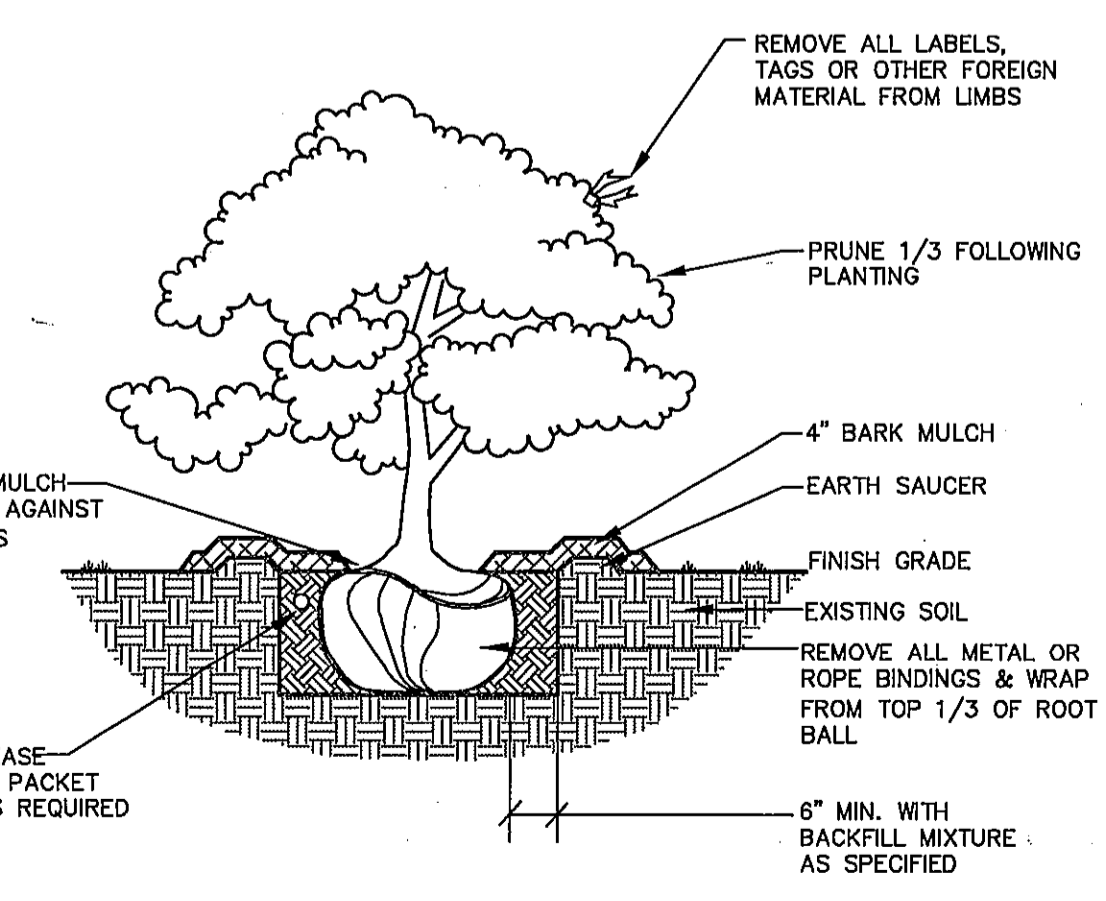 REMOVE ALL LABELS,
TAGS OR OTHER FOREIGN
MATERIAL FROM LIMBS
PRUNE 1/3 FOLLOWING
PLANTING
4" BARK MULCH
EARTH SAUCER
FINISH GRADE
EXISTING SOIL
REMOVE ALL METAL OR
ROPE BINDINGS & WRAP
FROM TOP 1/3 OF ROOT
BALL
6" MIN. WITH
BACKFILL MIXTURE
AS SPECIFIED
MULCH
AGAINST
S
ASE
PACKET
S REQUIRED